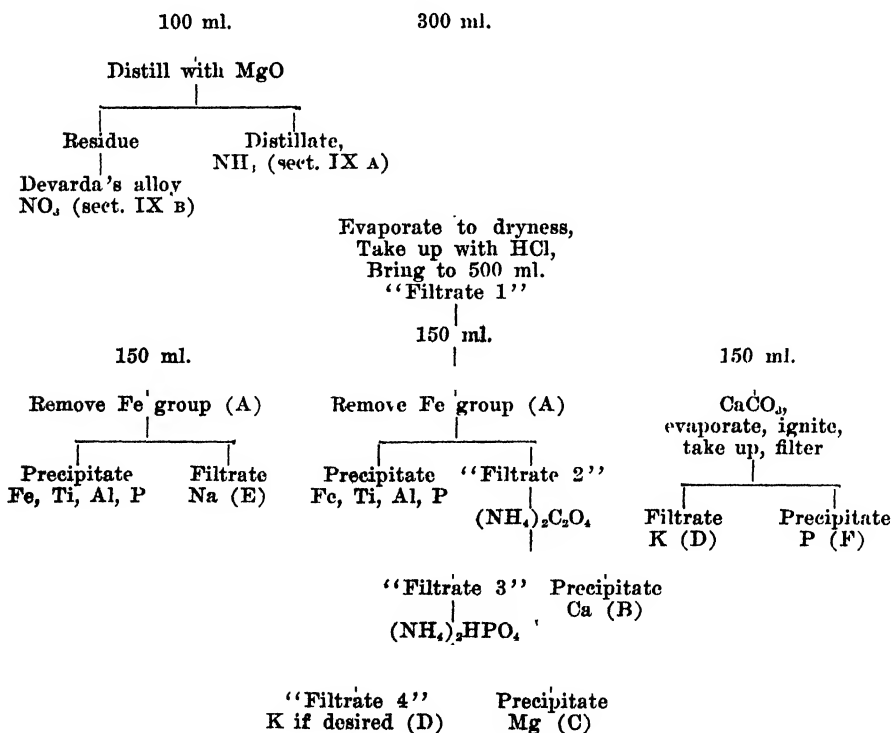 100 ml.
300 ml.
Distill with MgO
Residue
Distillate,
NH, (sect. IX A)
Devarda's alloy
NO₃ (sect. IX B)
Evaporate to dryness,
Take up with HCl,
Bring to 500 ml.
“Filtrate 1”
150 ml.
150 ml.
150 ml.
Remove Fe group (A)
Remove Fe group (A)
CaCO₃,
evaporate, ignite,
take up, filter
Precipitate
Fe, Ti, Al, P
Filtrate
Na (E)
Precipitate
Fe, Ti, Al, P
“Filtrate 2”
(NH₄)₂C₂O₄
Filtrate
K (D)
Precipitate
P (F)
“Filtrate 3”
(NH₄)₂HPO₄
Precipitate
Ca (B)
“Filtrate 4”
K if desired (D)
Precipitate
Mg (C)